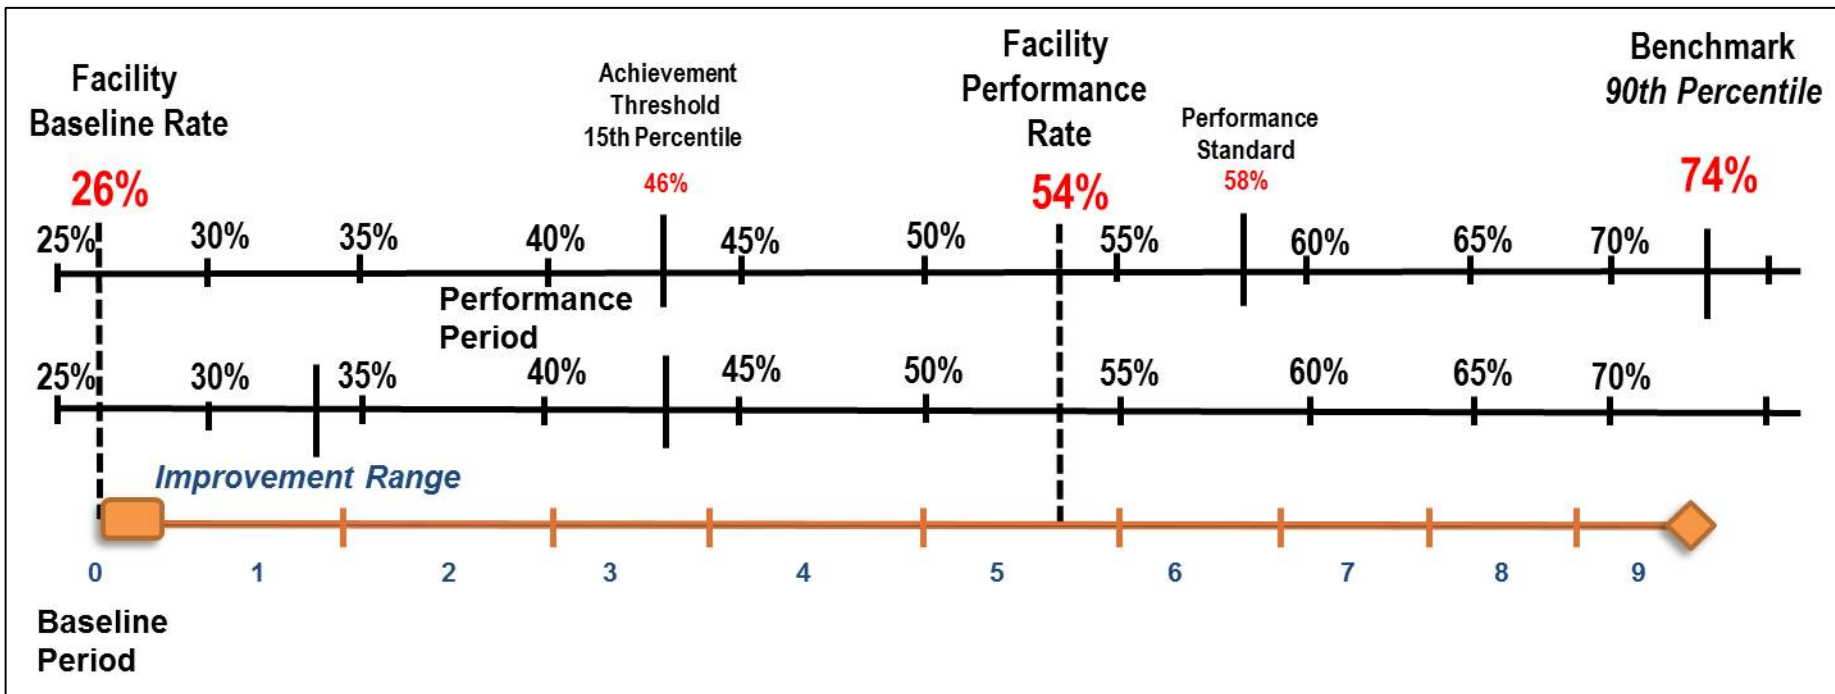 Facility
Baseline Rate
26%
Achievement
Threshold
15th Percentile
46%
Facility
Performance
Rate
54%
Performance
Standard
58%
Benchmark
90th Percentile
74%
25% 30% 35% 40% 45% 50% 55% 60% 65% 70%
Performance
Period
25% 30% 35% 40% 45% 50% 55% 60% 65% 70%
Improvement Range
0 1 2 3 4 5 6 7 8 9
Baseline
Period